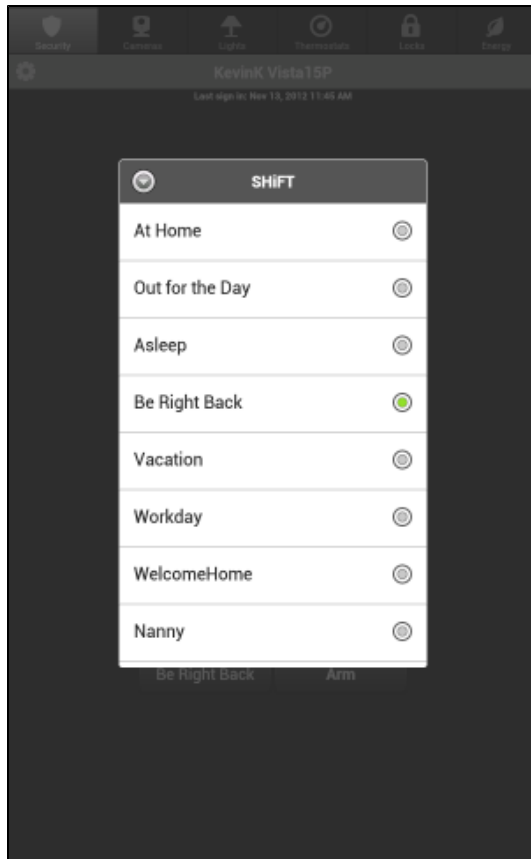 Security Cameras Lights Thermostats Locks Energy
KevinK Vista15P
Last sign in: Nov 13, 2012 11:45 AM
SHiFT
At Home
Out for the Day
Asleep
Be Right Back
Vacation
Workday
WelcomeHome
Nanny
Be Right Back Arm